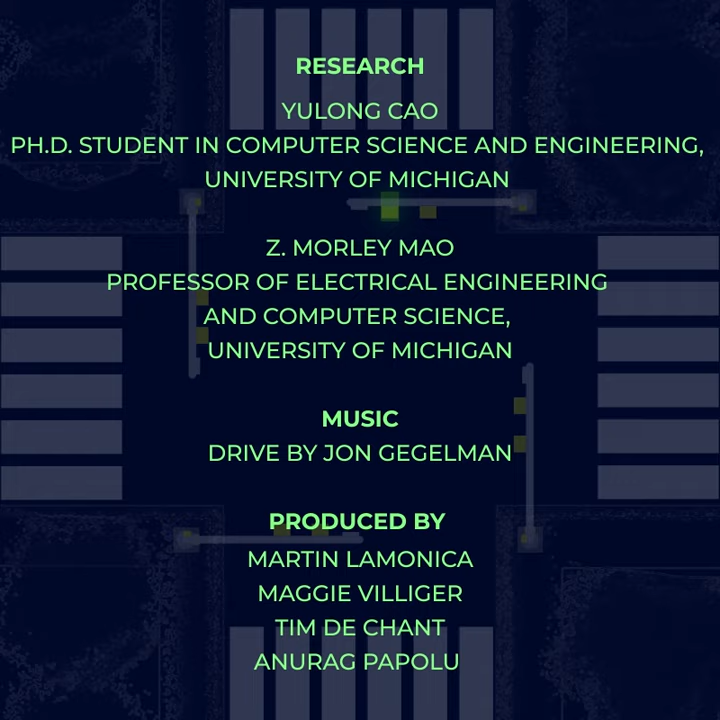 RESEARCH
YULONG CAO
PH.D. STUDENT IN COMPUTER SCIENCE AND ENGINEERING,
UNIVERSITY OF MICHIGAN
Z. MORLEY MAO
PROFESSOR OF ELECTRICAL ENGINEERING
AND COMPUTER SCIENCE,
UNIVERSITY OF MICHIGAN
MUSIC
DRIVE BY JON GEGELMAN
PRODUCED BY
MARTIN LAMONICA
MAGGIE VILLIGER
TIM DE CHANT
ANURAG PAPOLU